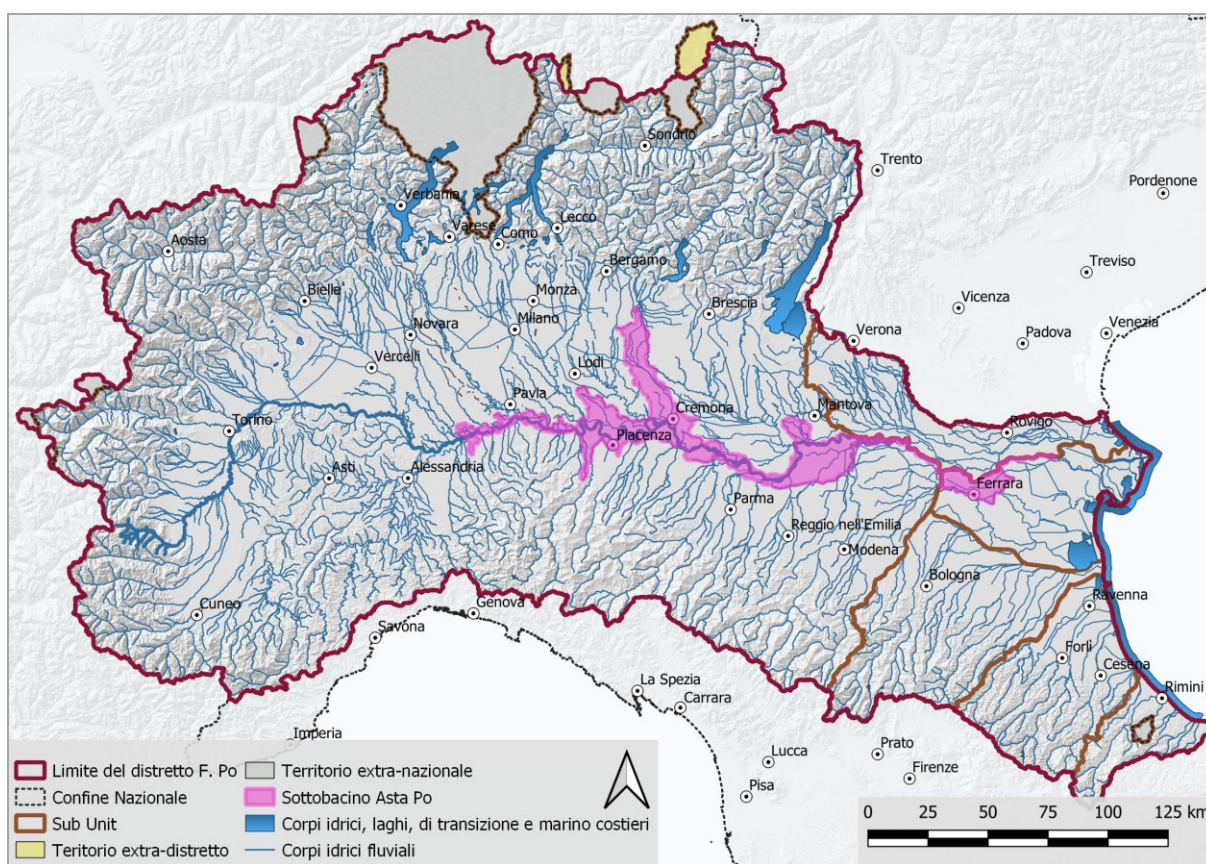 Sondrio
Trento
Pordenone
Verbania
Lecco
Varese
Como
Aosta
Bergamo
Treviso
Biella
Monza
Brescia
Vicenza
Milano
Novara
Verona
Padova
Venezia
Vercelli
Lodi
Pavia
Cremona
Mantova
Torino
Rovigo
Piacenza
Asti
Alessandria
Ferrara
Parma
Reggio nell'Emilia
Modena
Bologna
Cuneo
Genova
Ravenna
Savona
Forlì
Cesena
La Spezia
Carrara
Rimini
Imperia
Lucca
Prato
Firenze
Pisa
Limite del distretto F. Po
Territorio extra-nazionale
Confine Nazionale
Sottobacino Asta Po
Sub Unit
Corpi idrici, laghi, di transizione e marino costieri
Territorio extra-distretto
Corpi idrici fluviali
0 25 50 75 100 125 km